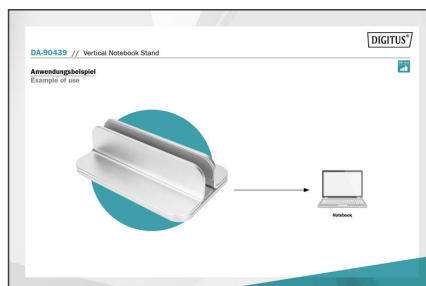 DIGITUS®
DA-90439 // Vertical Notebook Stand
Anwendungsbeispiel
Example of use
Notebook